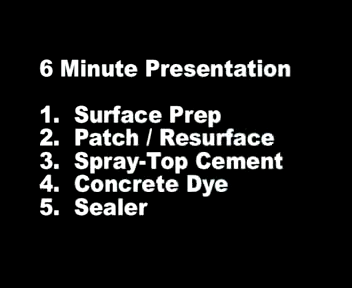 6 Minute Presentation
1. Surface Prep
2. Patch / Resurface
3. Spray-Top Cement
4. Concrete Dye
5. Sealer